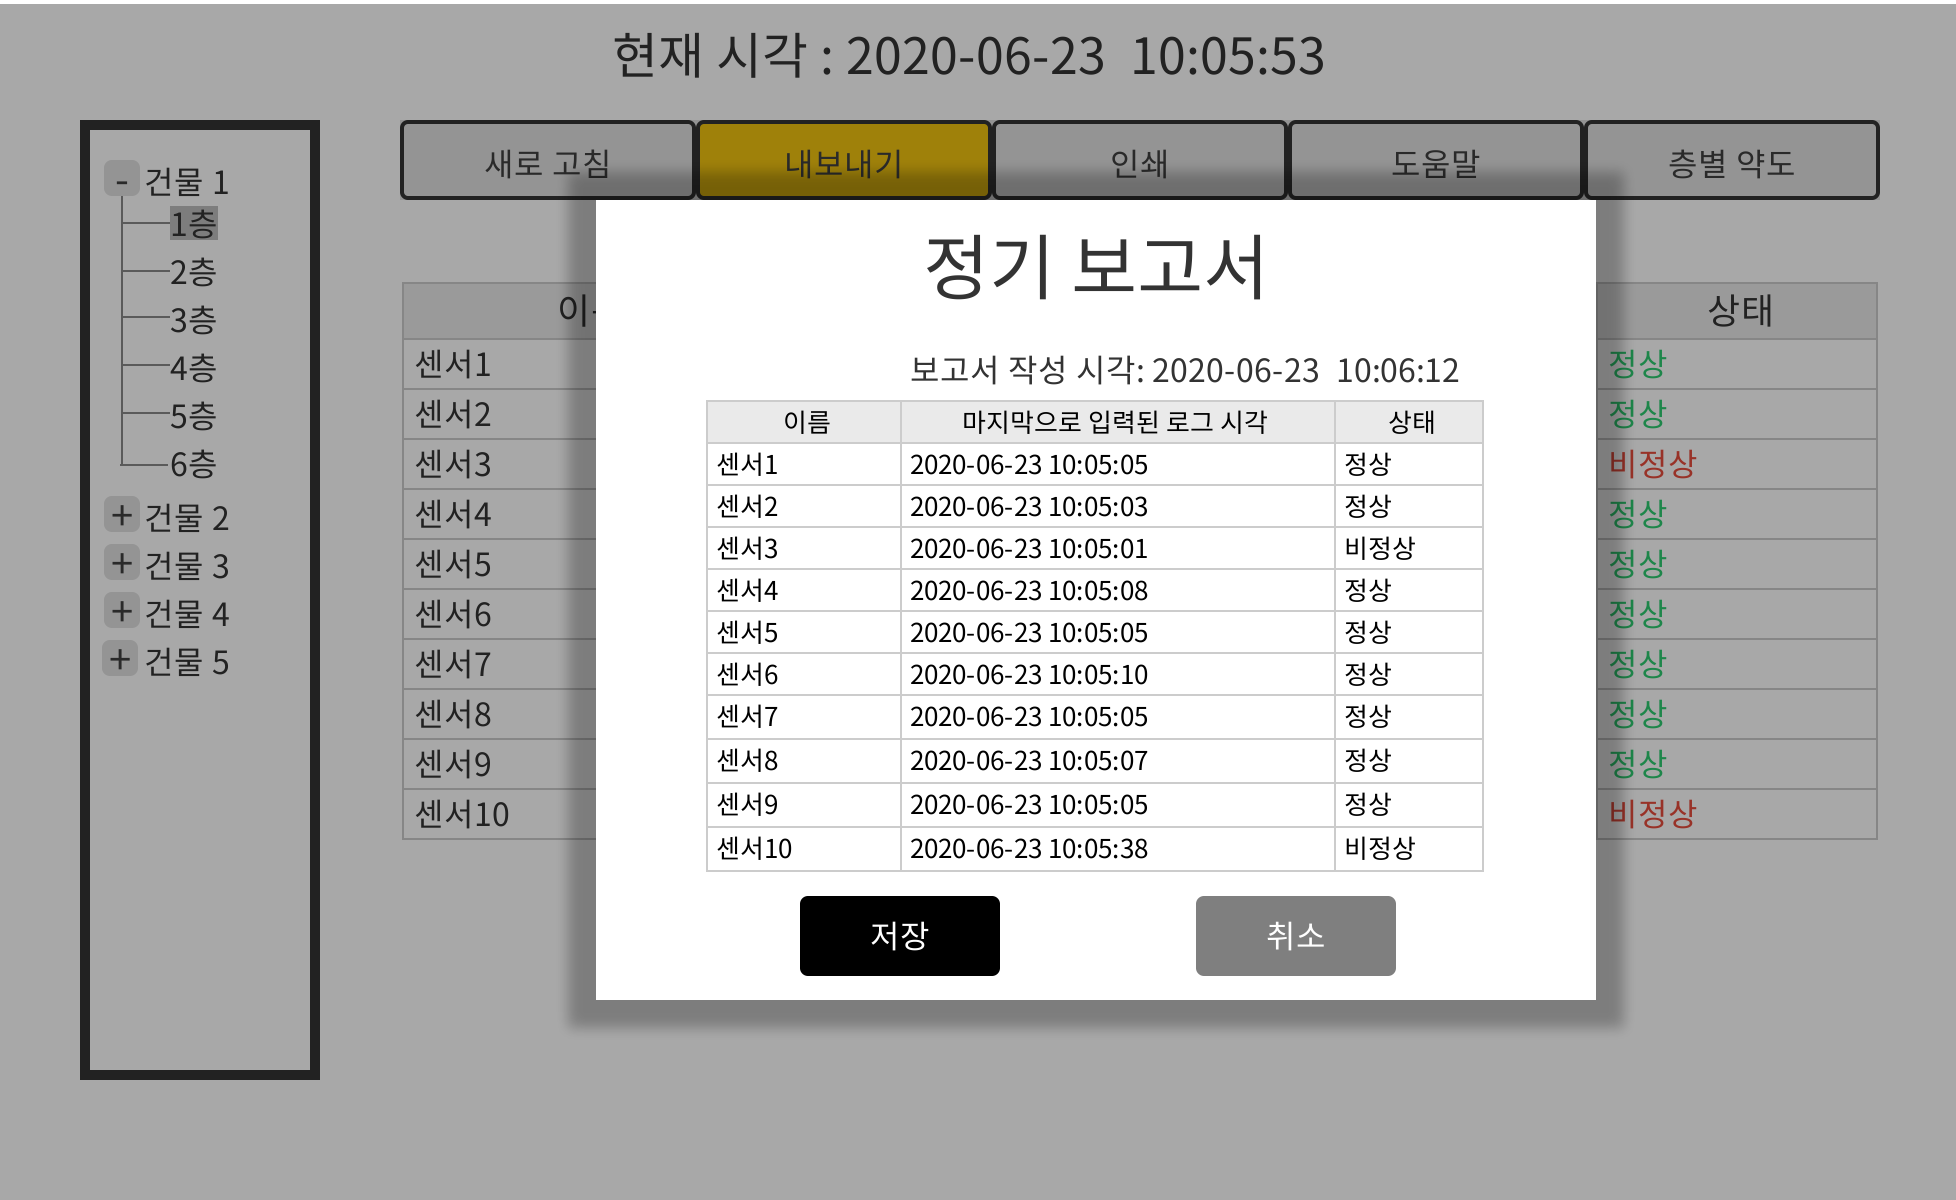 현재 시각 : 2020-06-23 10:05:53
새로 고침 내보내기 인쇄 도움말 층별 약도
- 건물 1
1층
2층
3층
4층
5층
6층
+ 건물 2
+ 건물 3
+ 건물 4
+ 건물 5
이
상태
센서1 정상
센서2 정상
센서3 비정상
센서4 정상
센서5 정상
센서6 정상
센서7 정상
센서8 정상
센서9 정상
센서10 비정상
정기 보고서
보고서 작성 시각: 2020-06-23 10:06:12
이름 마지막으로 입력된 로그 시각 상태
센서1 2020-06-23 10:05:05 정상
센서2 2020-06-23 10:05:03 정상
센서3 2020-06-23 10:05:01 비정상
센서4 2020-06-23 10:05:08 정상
센서5 2020-06-23 10:05:05 정상
센서6 2020-06-23 10:05:10 정상
센서7 2020-06-23 10:05:05 정상
센서8 2020-06-23 10:05:07 정상
센서9 2020-06-23 10:05:05 정상
센서10 2020-06-23 10:05:38 비정상
저장 취소